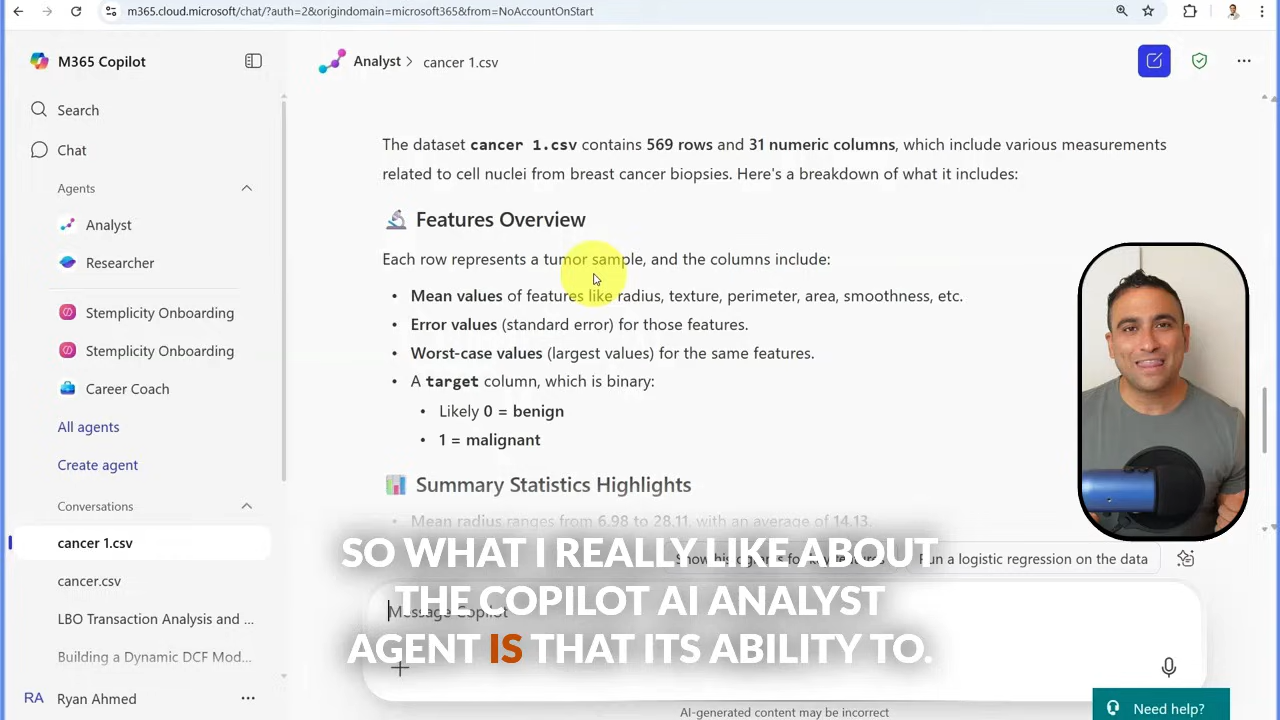 m365.cloud.microsoft/chat/?auth=2&origindomain=microsoft365&from=NoAccountOnStart
M365 Copilot
Search
Chat
Agents
Analyst
Researcher
Stemplicity Onboarding
Stemplicity Onboarding
Career Coach
All agents
Create agent
Conversations
cancer 1.csv
cancer.csv
LBO Transaction Analysis and ...
Building a Dynamic DCF Mod...
RA Ryan Ahmed
Analyst > cancer 1.csv
The dataset cancer 1.csv contains 569 rows and 31 numeric columns, which include various measurements
related to cell nuclei from breast cancer biopsies. Here's a breakdown of what it includes:
Features Overview
Each row represents a tumor sample, and the columns include:
• Mean values of features like radius, texture, perimeter, area, smoothness, etc.
• Error values (standard error) for those features.
• Worst-case values (largest values) for the same features.
• A target column, which is binary:
• Likely 0 = benign
• 1 = malignant
Summary Statistics Highlights
• Mean radius ranges from 6.98 to 28.11, with an average of 14.13.
Show histograms for key features
Run a logistic regression on the data
SO WHAT I REALLY LIKE ABOUT
THE COPILOT AI ANALYST
AGENT IS THAT ITS ABILITY TO.
Message Copilot
AI-generated content may be incorrect
Need help?